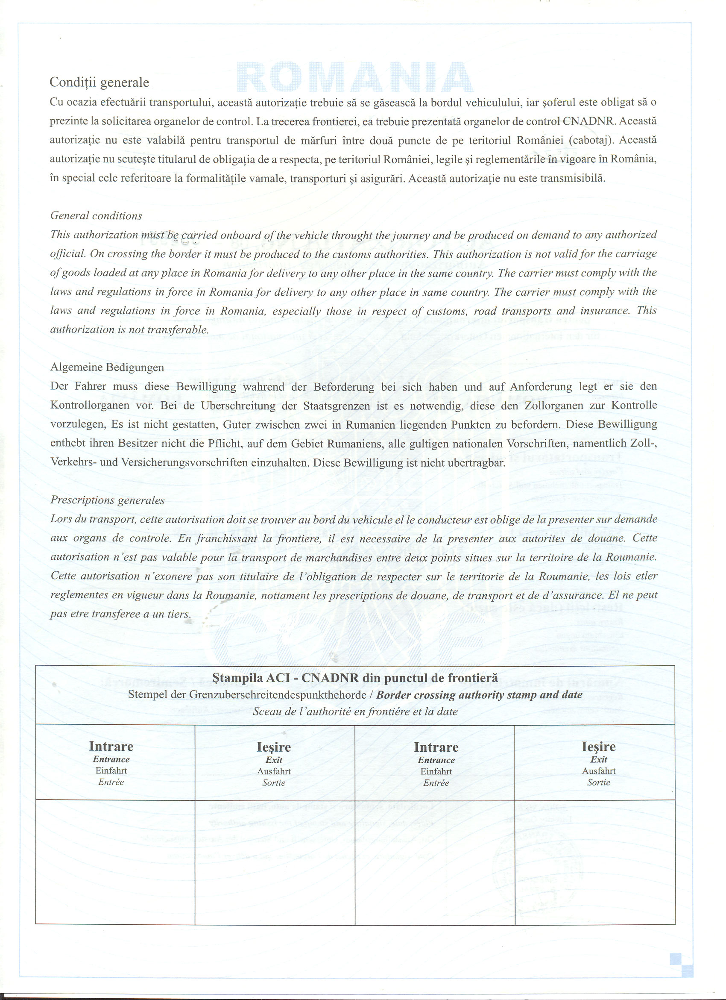 ROMANIA
Condiții generale
Cu ocazia efectuării transportului, această autorizație trebuie să se găsească la bordul vehiculului, iar şoferul este obligat să o
prezinte la solicitarea organelor de control. La trecerea frontierei, ea trebuie prezentată organelor de control CNADNR. Această
autorizație nu este valabilă pentru transportul de mărfuri între două puncte de pe teritoriul României (cabotaj). Această
autorizație nu scuteşte titularul de obligația de a respecta, pe teritoriul României, legile şi reglementările în vigoare în România,
în special cele referitoare la formalitățile vamale, transporturi şi asigurări. Această autorizație nu este transmisibilă.
General conditions
This authorization must be carried onboard of the vehicle throught the journey and be produced on demand to any authorized
official. On crossing the border it must be produced to the customs authorities. This authorization is not valid for the carriage
of goods loaded at any place in Romania for delivery to any other place in the same country. The carrier must comply with the
laws and regulations in force in Romania for delivery to any other place in same country. The carrier must comply with the
laws and regulations in force in Romania, especially those in respect of customs, road transports and insurance. This
authorization is not transferable.
Algemeine Bedigungen
Der Fahrer muss diese Bewilligung wahrend der Beforderung bei sich haben und auf Anforderung legt er sie den
Kontrollorganen vor. Bei de Uberschreitung der Staatsgrenzen ist es notwendig, diese den Zollorganen zur Kontrolle
vorzulegen, Es ist nicht gestatten, Guter zwischen zwei in Rumanien liegenden Punkten zu befordern. Diese Bewilligung
enthebt ihren Besitzer nicht die Pflicht, auf dem Gebiet Rumaniens, alle gultigen nationalen Vorschriften, namentlich Zoll-,
Verkehrs- und Versicherungsvorschriften einzuhalten. Diese Bewilligung ist nicht ubertragbar.
Prescriptions generales
Lors du transport, cette autorisation doit se trouver au bord du vehicule el le conducteur est oblige de la presenter sur demande
aux organs de controle. En franchissant la frontiere, il est necessaire de la presenter aux autorites de douane. Cette
autorisation n'est pas valable pour la transport de marchandises entre deux points situes sur la territoire de la Roumanie.
Cette autorisation n'exonere pas son titulaire de l'obligation de respecter sur le territorie de la Roumanie, les lois etler
reglementes en vigueur dans la Roumanie, nottament les prescriptions de douane, de transport et de d'assurance. El ne peut
pas etre transferee a un tiers.
Ştampila ACI - CNADNR din punctul de frontieră
Stempel der Grenzuberschreitendespunkthehorde / Border crossing authority stamp and date
Sceau de l'authorité en frontiére et la date
Intrare Ieşire Intrare Ieşire
Entrance Exit Entrance Exit
Einfahrt Ausfahrt Einfahrt Ausfahrt
Entrée Sortie Entrée Sortie